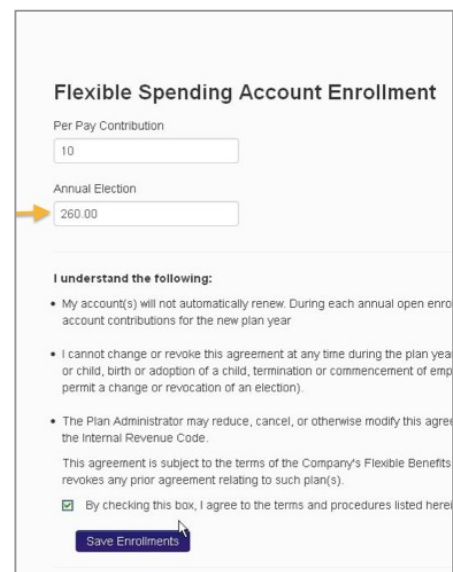 Flexible Spending Account Enrollment
Per Pay Contribution
10
Annual Election
260.00
I understand the following:
• My account(s) will not automatically renew. During each annual open enro
account contributions for the new plan year
• I cannot change or revoke this agreement at any time during the plan yea
or child, birth or adoption of a child, termination or commencement of emp
permit a change or revocation of an election).
• The Plan Administrator may reduce, cancel, or otherwise modify this agree
the Internal Revenue Code.
This agreement is subject to the terms of the Company's Flexible Benefits
revokes any prior agreement relating to such plan(s).
By checking this box, I agree to the terms and procedures listed herei
Save Enrollments